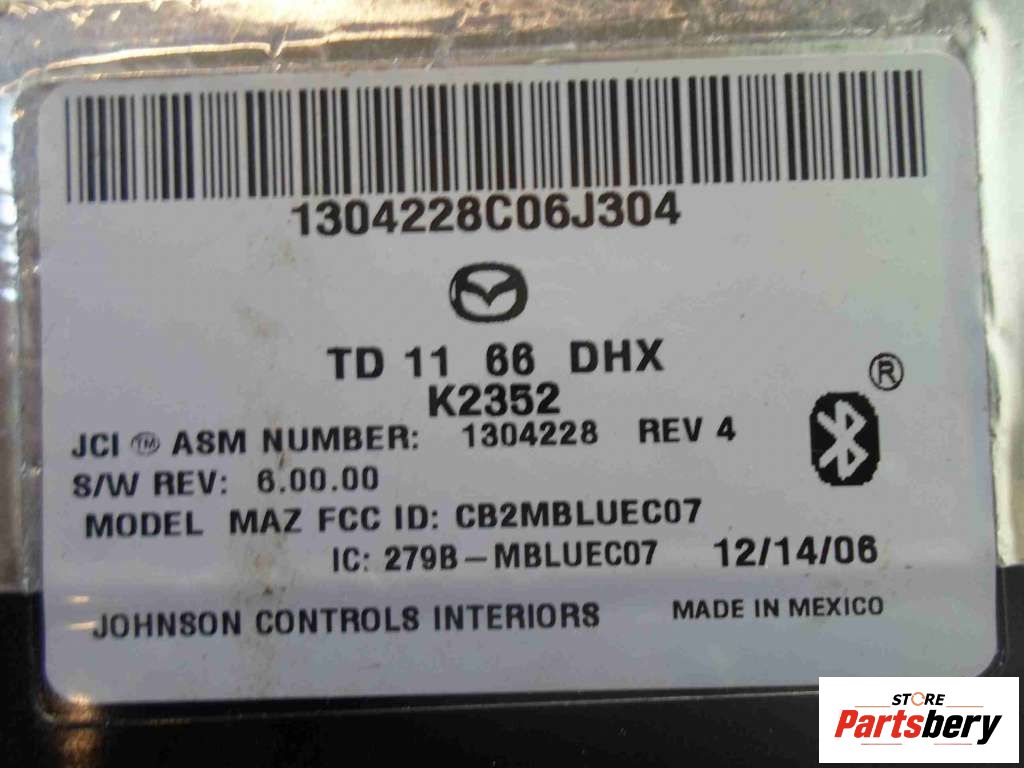 1304228C06J304
TD 11 66 DHX
K2352
®
JCI ™ ASM NUMBER: 1304228 REV 4
S/W REV: 6.00.00
MODEL MAZ FCC ID: CB2MBLUEC07
IC: 279B-MBLUEC07 12/14/06
JOHNSON CONTROLS INTERIORS MADE IN MEXICO
STORE
Partsbery